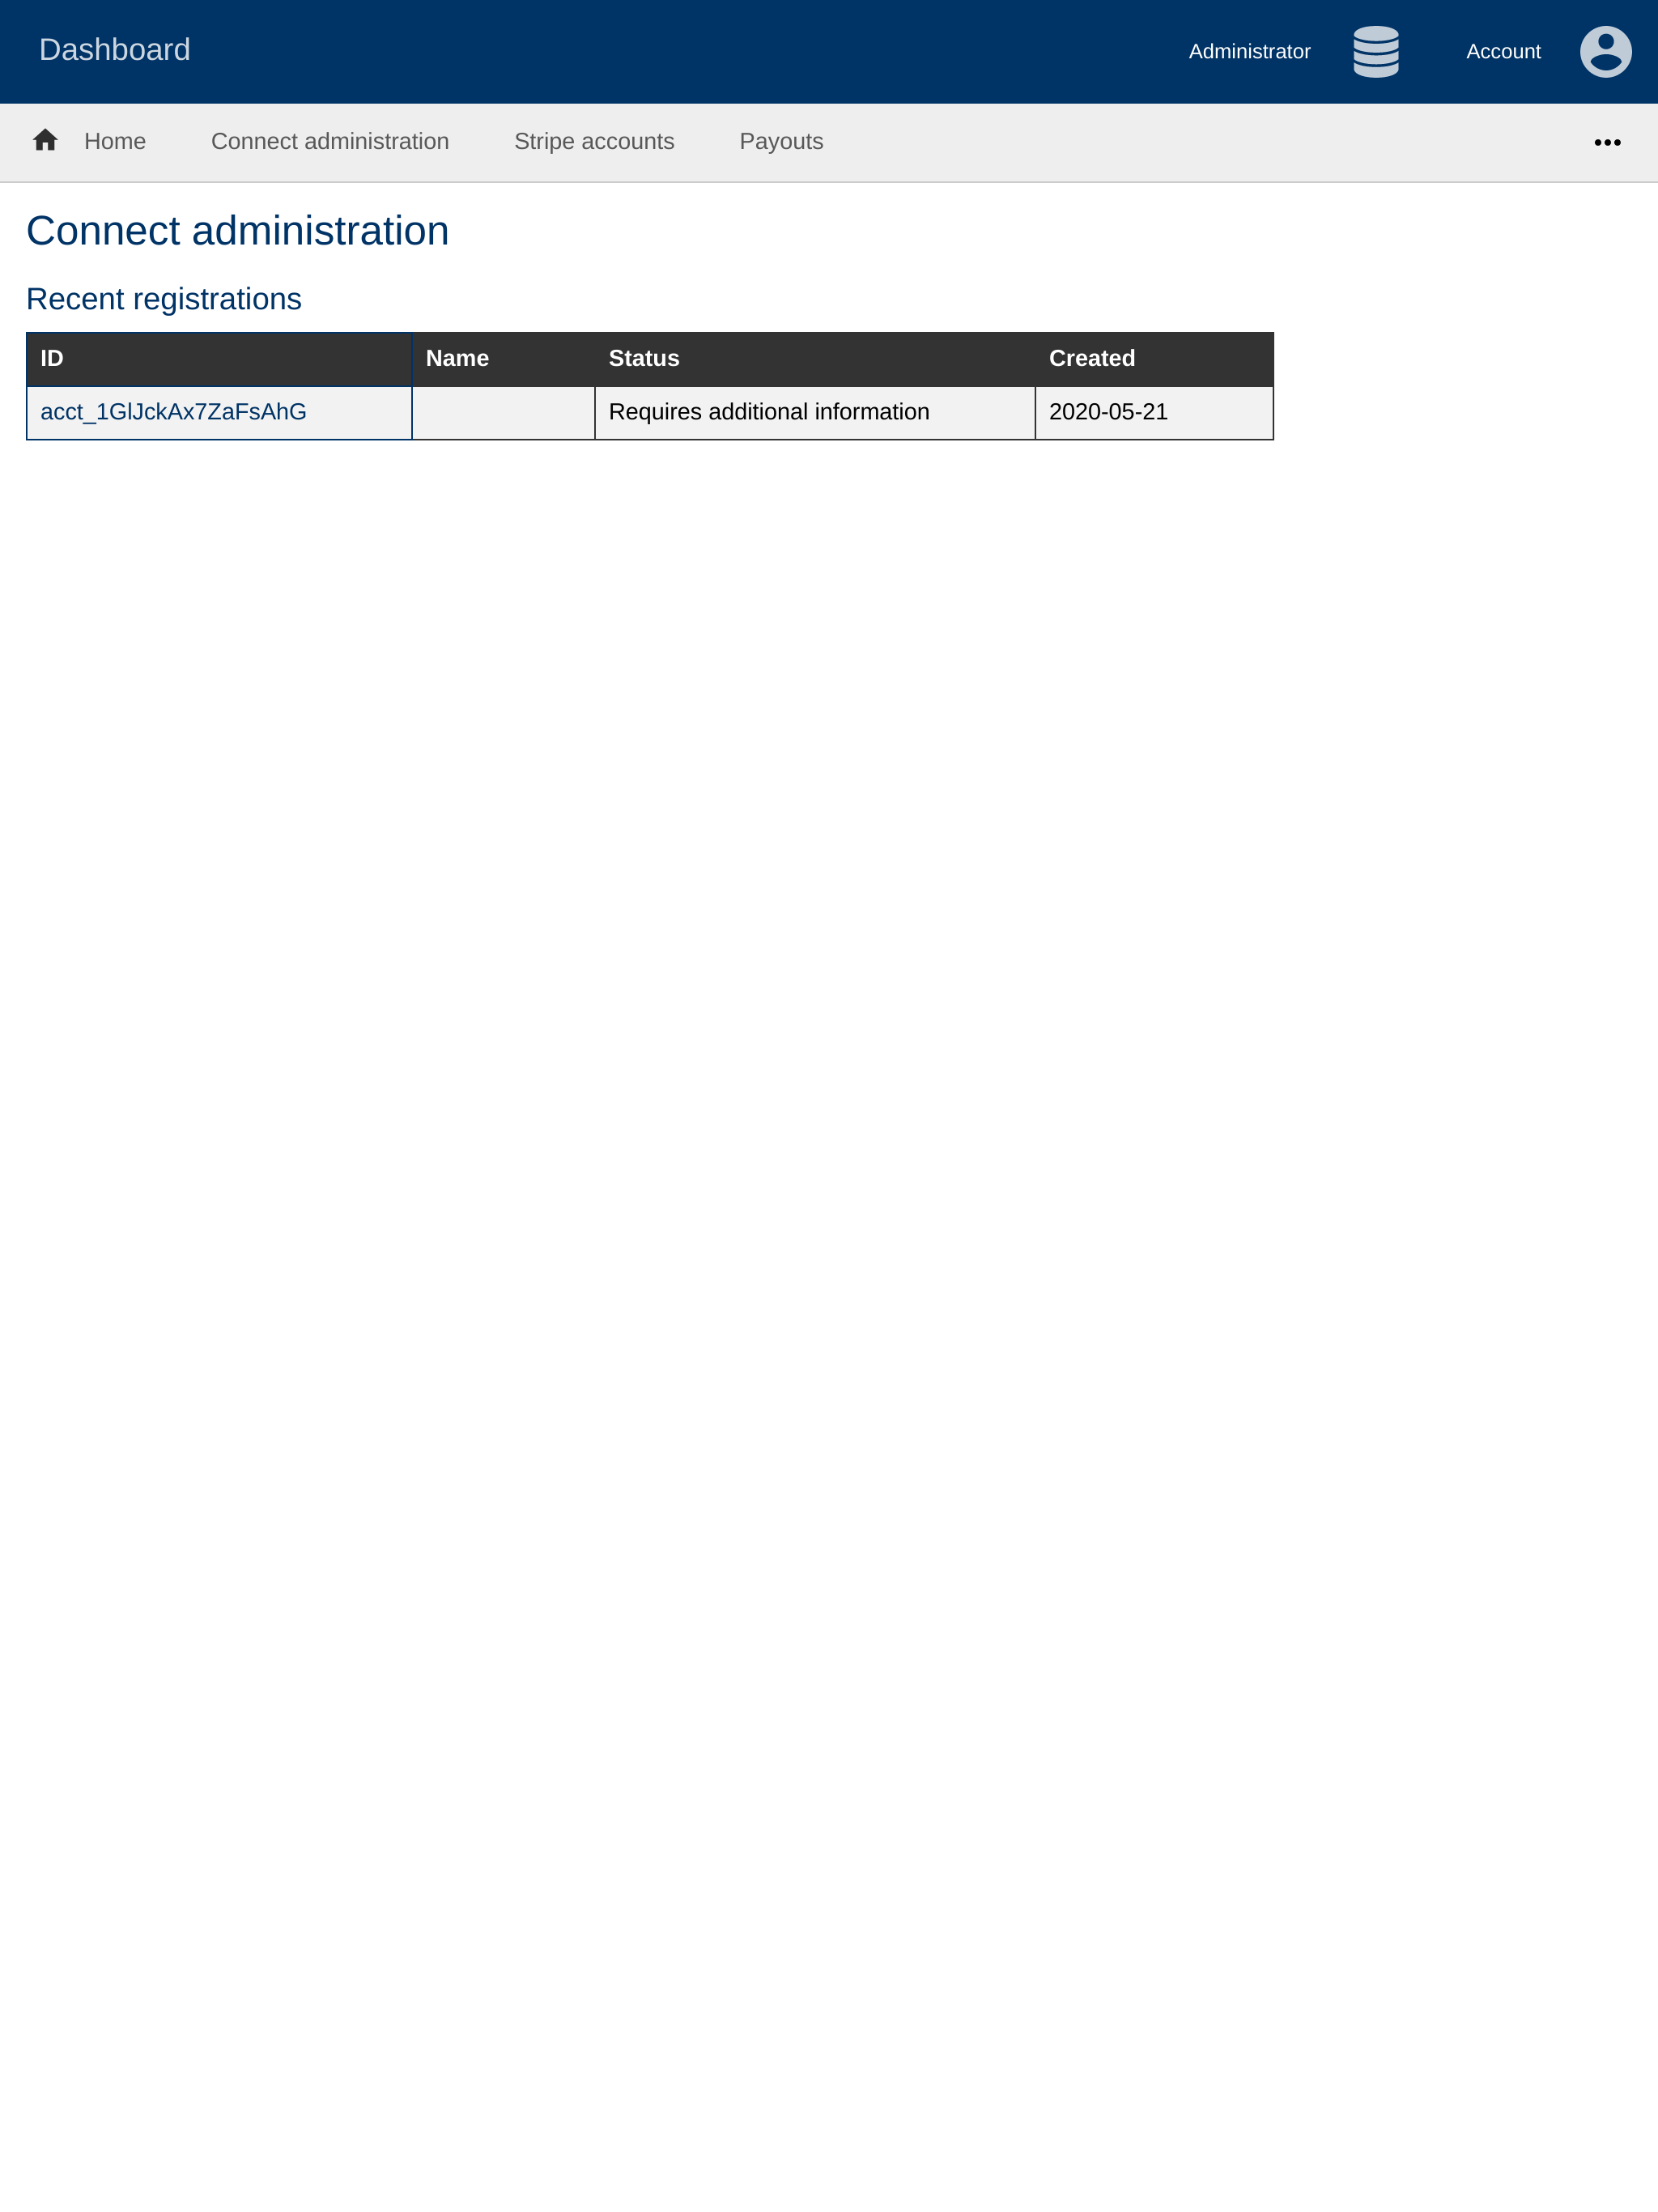 Dashboard
Administrator
Account
Home
Connect administration
Stripe accounts
Payouts
Connect administration
Recent registrations
ID Name Status Created
acct_1GlJckAx7ZaFsAhG Requires additional information 2020-05-21